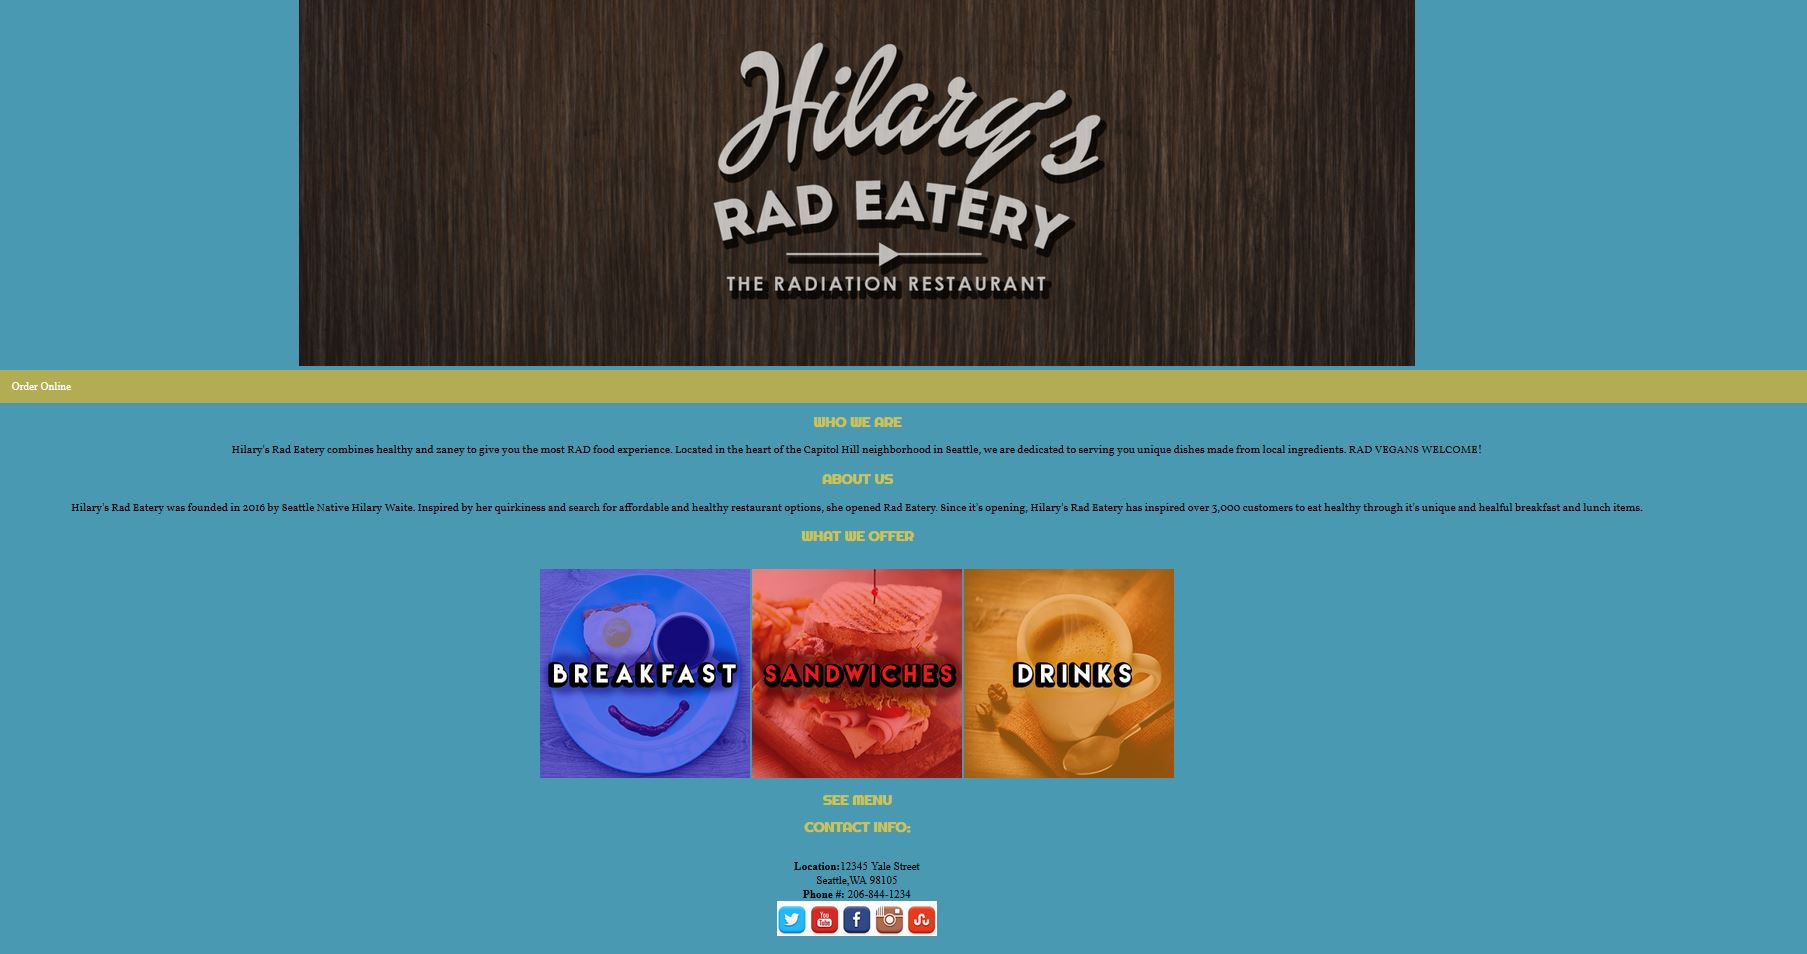 Hilary's
RAD EATERY
THE RADIATION RESTAURANT
Order Online
WHO WE ARE
Hilary's Rad Eatery combines healthy and zaney to give you the most RAD food experience. Located in the heart of the Capitol Hill neighborhood in Seattle, we are dedicated to serving you unique dishes made from local ingredients. RAD VEGANS WELCOME!
ABOUT US
Hilary's Rad Eatery was founded in 2016 by Seattle Native Hilary Waite. Inspired by her quirkiness and search for affordable and healthy restaurant options, she opened Rad Eatery. Since it's opening, Hilary's Rad Eatery has inspired over 3,000 customers to eat healthy through it's unique and healful breakfast and lunch items.
WHAT WE OFFER
BREAKFAST SANDWICHES DRINKS
SEE MENU
CONTACT INFO:
Location:12345 Yale Street
Seattle,WA 98105
Phone #: 206-844-1234
You Tube